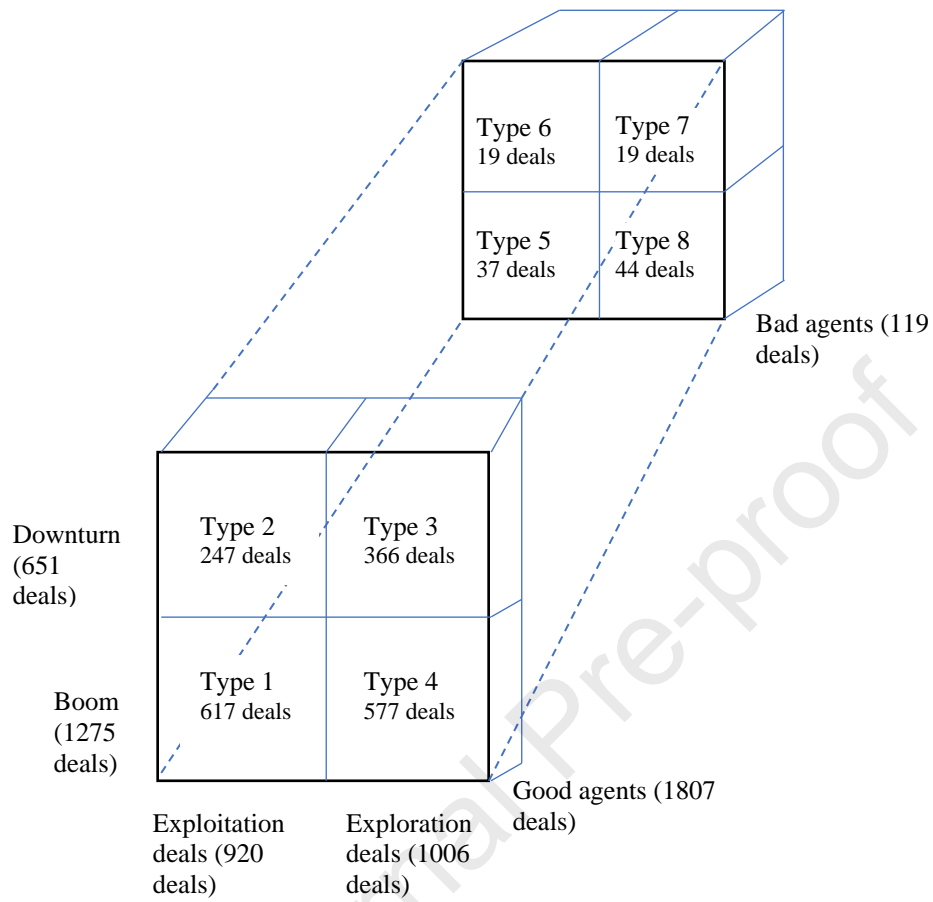 Type 6
19 deals
Type 7
19 deals
Type 5
37 deals
Type 8
44 deals
Bad agents (119
deals)
Downturn
(651
deals)
Type 2
247 deals
Type 3
366 deals
Boom
(1275
deals)
Type 1
617 deals
Type 4
577 deals
Good agents (1807
deals)
Exploitation
deals (920
deals)
Exploration
deals (1006
deals)
rnal Pre-proof